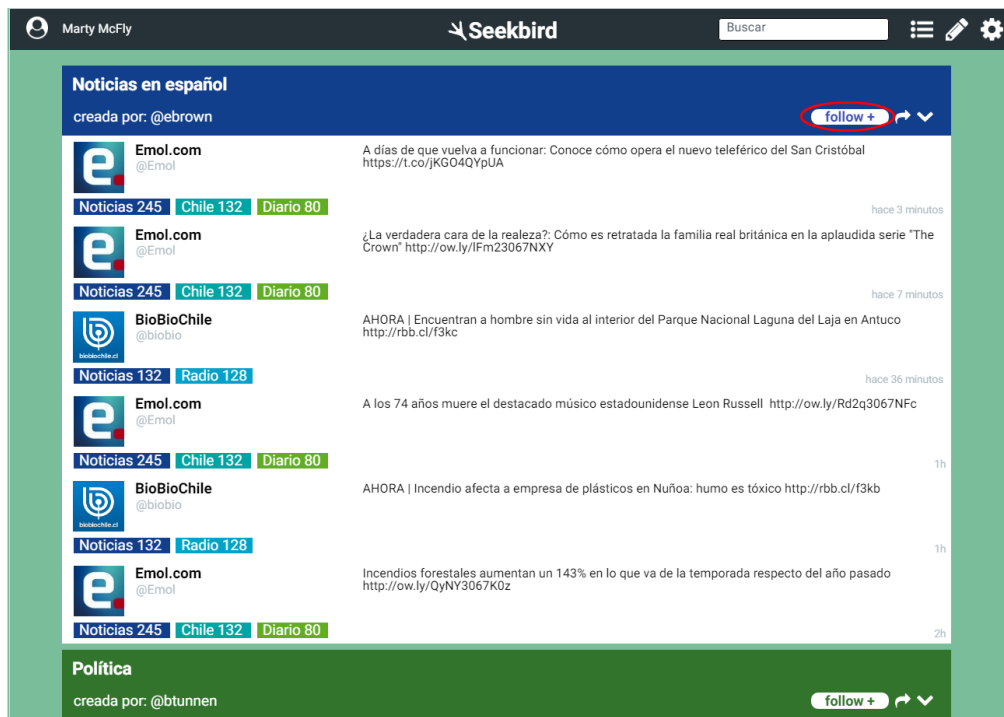 Marty McFly
Seekbird
Buscar
Noticias en español
creada por: @ebrown
follow +
Emol.com
@Emol
A días de que vuelva a funcionar: Conoce cómo opera el nuevo teleférico del San Cristóbal
https://t.co/jKGO4QYpUA
Noticias 245 Chile 132 Diario 80
hace 3 minutos
Emol.com
@Emol
¿La verdadera cara de la realeza?: Cómo es retratada la familia real británica en la aplaudida serie "The
Crown" http://ow.ly/lFm23067NXY
Noticias 245 Chile 132 Diario 80
hace 7 minutos
BioBioChile
@biobio
biobiochile.cl
AHORA | Encuentran a hombre sin vida al interior del Parque Nacional Laguna del Laja en Antuco
http://rbb.cl/f3kc
Noticias 132 Radio 128
hace 36 minutos
Emol.com
@Emol
A los 74 años muere el destacado músico estadounidense Leon Russell http://ow.ly/Rd2q3067NFc
Noticias 245 Chile 132 Diario 80
1h
BioBioChile
@biobio
biobiochile.cl
AHORA | Incendio afecta a empresa de plásticos en Nuñoa: humo es tóxico http://rbb.cl/f3kb
Noticias 132 Radio 128
1h
Emol.com
@Emol
Incendios forestales aumentan un 143% en lo que va de la temporada respecto del año pasado
http://ow.ly/QyNY3067K0z
Noticias 245 Chile 132 Diario 80
2h
Política
creada por: @btunnen
follow +